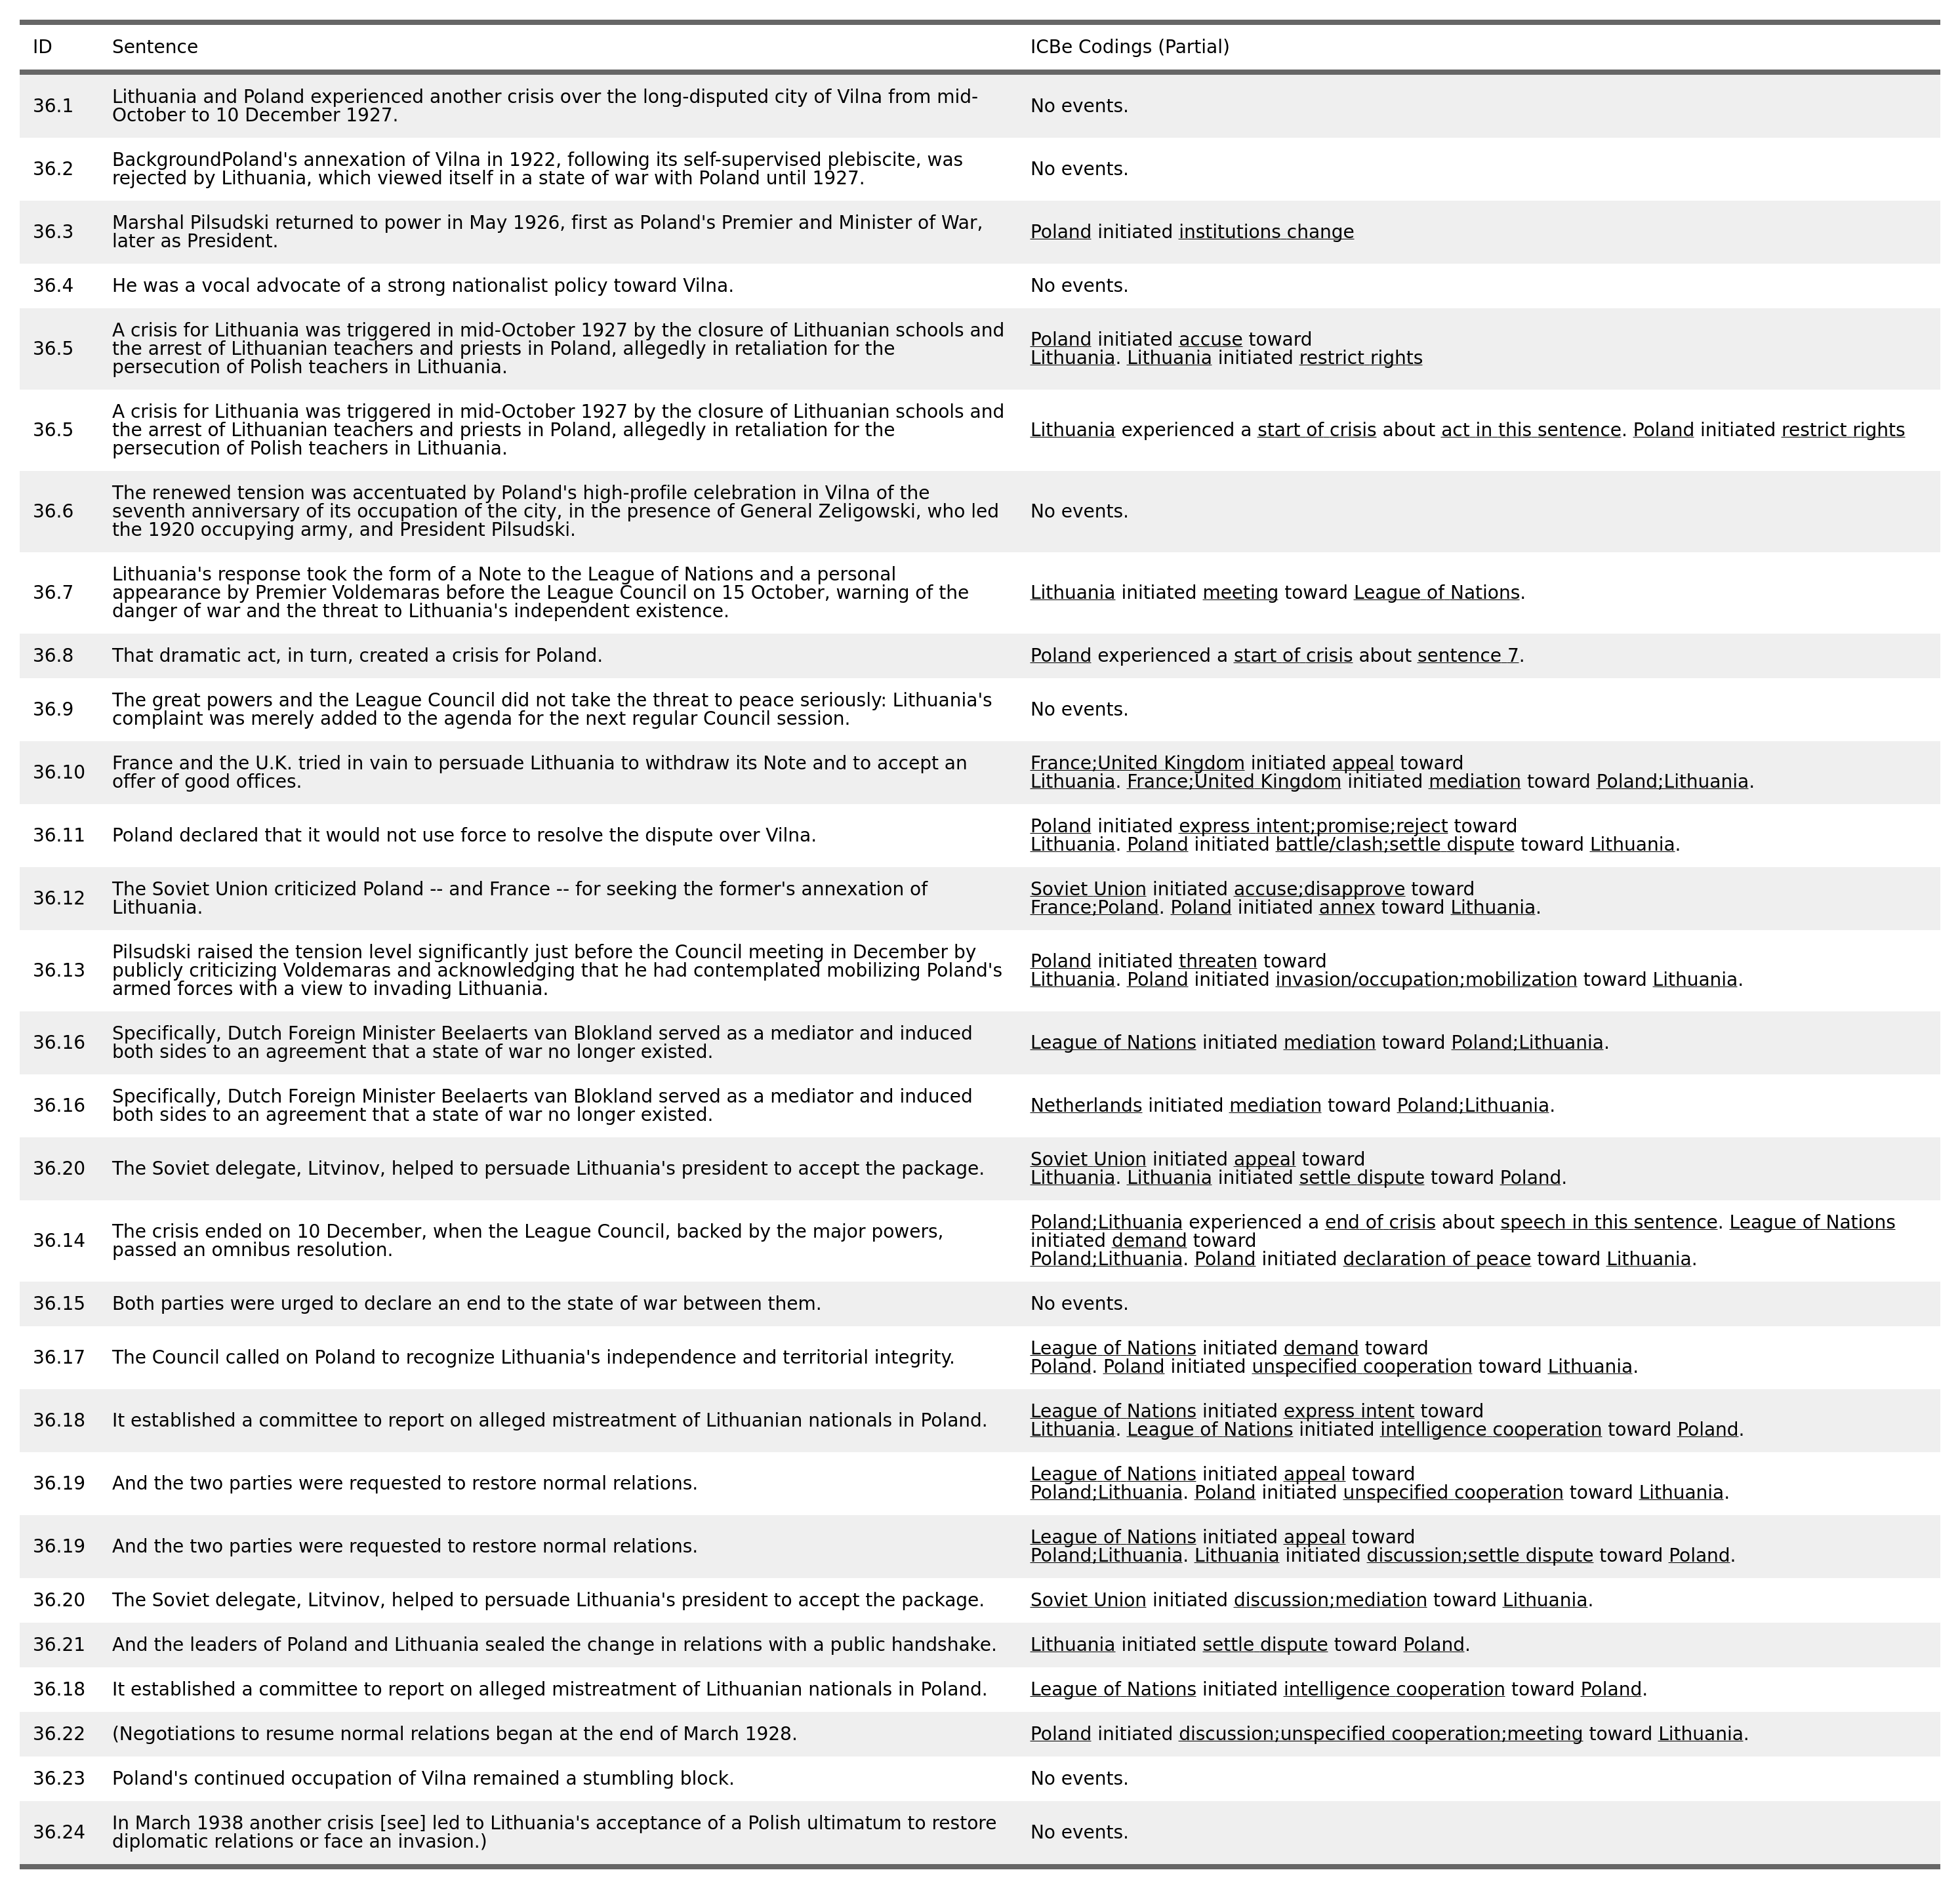 ID Sentence ICBe Codings (Partial)
36.1 Lithuania and Poland experienced another crisis over the long-disputed city of Vilna from mid-
October to 10 December 1927.
No events.
36.2 BackgroundPoland's annexation of Vilna in 1922, following its self-supervised plebiscite, was
rejected by Lithuania, which viewed itself in a state of war with Poland until 1927.
No events.
36.3 Marshal Pilsudski returned to power in May 1926, first as Poland's Premier and Minister of War,
later as President.
Poland initiated institutions change
36.4 He was a vocal advocate of a strong nationalist policy toward Vilna.
No events.
36.5 A crisis for Lithuania was triggered in mid-October 1927 by the closure of Lithuanian schools and
the arrest of Lithuanian teachers and priests in Poland, allegedly in retaliation for the
persecution of Polish teachers in Lithuania.
Poland initiated accuse toward
Lithuania. Lithuania initiated restrict rights
36.5 A crisis for Lithuania was triggered in mid-October 1927 by the closure of Lithuanian schools and
the arrest of Lithuanian teachers and priests in Poland, allegedly in retaliation for the
persecution of Polish teachers in Lithuania.
Lithuania experienced a start of crisis about act in this sentence. Poland initiated restrict rights
36.6 The renewed tension was accentuated by Poland's high-profile celebration in Vilna of the
seventh anniversary of its occupation of the city, in the presence of General Zeligowski, who led
the 1920 occupying army, and President Pilsudski.
No events.
36.7 Lithuania's response took the form of a Note to the League of Nations and a personal
appearance by Premier Voldemaras before the League Council on 15 October, warning of the
danger of war and the threat to Lithuania's independent existence.
Lithuania initiated meeting toward League of Nations.
36.8 That dramatic act, in turn, created a crisis for Poland.
Poland experienced a start of crisis about sentence 7.
36.9 The great powers and the League Council did not take the threat to peace seriously: Lithuania's
complaint was merely added to the agenda for the next regular Council session.
No events.
36.10 France and the U.K. tried in vain to persuade Lithuania to withdraw its Note and to accept an
offer of good offices.
France;United Kingdom initiated appeal toward
Lithuania. France;United Kingdom initiated mediation toward Poland;Lithuania.
36.11 Poland declared that it would not use force to resolve the dispute over Vilna.
Poland initiated express intent;promise;reject toward
Lithuania. Poland initiated battle/clash;settle dispute toward Lithuania.
36.12 The Soviet Union criticized Poland -- and France -- for seeking the former's annexation of
Lithuania.
Soviet Union initiated accuse;disapprove toward
France;Poland. Poland initiated annex toward Lithuania.
36.13 Pilsudski raised the tension level significantly just before the Council meeting in December by
publicly criticizing Voldemaras and acknowledging that he had contemplated mobilizing Poland's
armed forces with a view to invading Lithuania.
Poland initiated threaten toward
Lithuania. Poland initiated invasion/occupation;mobilization toward Lithuania.
36.16 Specifically, Dutch Foreign Minister Beelaerts van Blokland served as a mediator and induced
both sides to an agreement that a state of war no longer existed.
League of Nations initiated mediation toward Poland;Lithuania.
36.16 Specifically, Dutch Foreign Minister Beelaerts van Blokland served as a mediator and induced
both sides to an agreement that a state of war no longer existed.
Netherlands initiated mediation toward Poland;Lithuania.
36.20 The Soviet delegate, Litvinov, helped to persuade Lithuania's president to accept the package.
Soviet Union initiated appeal toward
Lithuania. Lithuania initiated settle dispute toward Poland.
36.14 The crisis ended on 10 December, when the League Council, backed by the major powers,
passed an omnibus resolution.
Poland;Lithuania experienced a end of crisis about speech in this sentence. League of Nations
initiated demand toward
Poland;Lithuania. Poland initiated declaration of peace toward Lithuania.
36.15 Both parties were urged to declare an end to the state of war between them.
No events.
36.17 The Council called on Poland to recognize Lithuania's independence and territorial integrity.
League of Nations initiated demand toward
Poland. Poland initiated unspecified cooperation toward Lithuania.
36.18 It established a committee to report on alleged mistreatment of Lithuanian nationals in Poland.
League of Nations initiated express intent toward
Lithuania. League of Nations initiated intelligence cooperation toward Poland.
36.19 And the two parties were requested to restore normal relations.
League of Nations initiated appeal toward
Poland;Lithuania. Poland initiated unspecified cooperation toward Lithuania.
36.19 And the two parties were requested to restore normal relations.
League of Nations initiated appeal toward
Poland;Lithuania. Lithuania initiated discussion;settle dispute toward Poland.
36.20 The Soviet delegate, Litvinov, helped to persuade Lithuania's president to accept the package.
Soviet Union initiated discussion;mediation toward Lithuania.
36.21 And the leaders of Poland and Lithuania sealed the change in relations with a public handshake.
Lithuania initiated settle dispute toward Poland.
36.18 It established a committee to report on alleged mistreatment of Lithuanian nationals in Poland.
League of Nations initiated intelligence cooperation toward Poland.
36.22 (Negotiations to resume normal relations began at the end of March 1928.
Poland initiated discussion;unspecified cooperation;meeting toward Lithuania.
36.23 Poland's continued occupation of Vilna remained a stumbling block.
No events.
36.24 In March 1938 another crisis [see] led to Lithuania's acceptance of a Polish ultimatum to restore
diplomatic relations or face an invasion.)
No events.